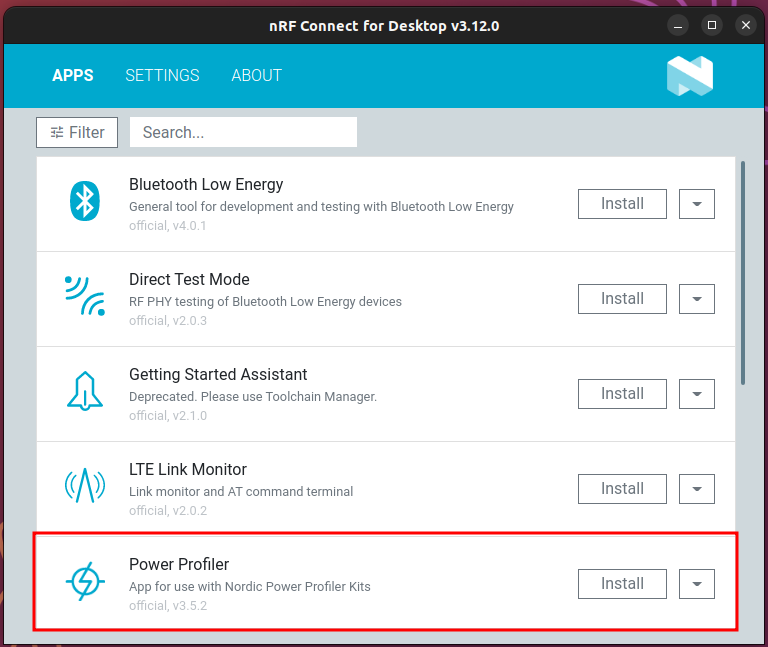 nRF Connect for Desktop v3.12.0
APPS SETTINGS ABOUT
Filter Search...
Bluetooth Low Energy
General tool for development and testing with Bluetooth Low Energy
official, v4.0.1
Install
Direct Test Mode
RF PHY testing of Bluetooth Low Energy devices
official, v2.0.3
Install
Getting Started Assistant
Deprecated. Please use Toolchain Manager.
official, v2.1.0
Install
LTE Link Monitor
Link monitor and AT command terminal
official, v2.0.2
Install
Power Profiler
App for use with Nordic Power Profiler Kits
official, v3.5.2
Install